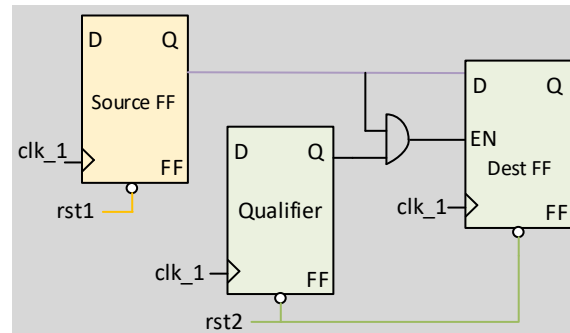 D Q
Source FF
clk_1
FF
rst1
D Q
Qualifier
clk_1
FF
rst2
D Q
EN
Dest FF
clk_1
FF